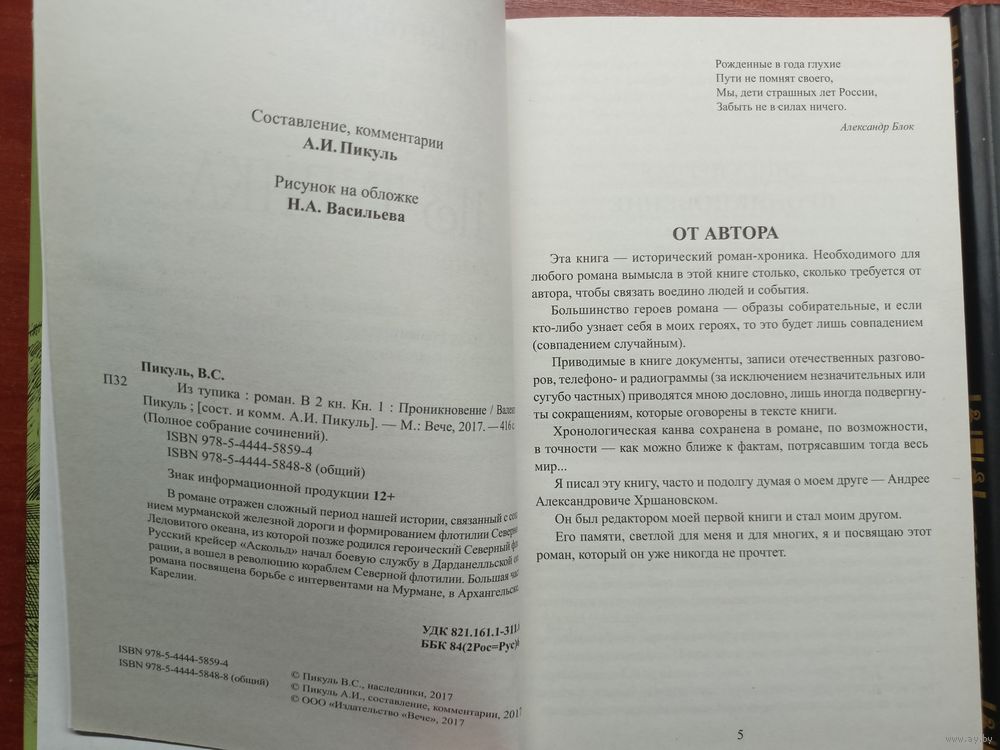 Составление, комментарии
А.И. Пикуль
Рисунок на обложке
Н.А. Васильева
Пикуль, В.С.
П32 Из тупика : роман. В 2 кн. Кн. 1 : Проникновение /
Пикуль ; [сост. и комм. А.И. Пикуль]. — М.: Вече, 2017. — 416 с
(Полное собрание сочинений).
ISBN 978-5-4444-5859-4
ISBN 978-5-4444-5848-8 (общий)
Знак информационной продукции 12+
В романе отражен сложный период нашей истории, связанный с
нием мурманской железной дороги и формированием флотилии
Ледовитого океана, из которой позже родился героический Северный
Русский крейсер «Аскольд» начал боевую службу в Дарданелльской
рации, а вошел в революцию кораблем Северной флотилии. Большая
романа посвящена борьбе с интервентами на Мурмане, в
Карелии.
УДК 821.161.1-311.
ББК 84(2Рос=Рус)
ISBN 978-5-4444-5859-4
ISBN 978-5-4444-5848-8 (общий)
© Пикуль В.С., наследники, 2017
© Пикуль А.И., составление, комментарии, 2017
© ООО «Издательство «Вече», 2017
Рожденные в года глухие
Пути не помнят своего,
Мы, дети страшных лет России,
Забыть не в силах ничего.
Александр Блок
ОТ АВТОРА
Эта книга — исторический роман-хроника. Необходимого для
любого романа вымысла в этой книге столько, сколько требуется от
автора, чтобы связать воедино людей и события.
Большинство героев романа — образы собирательные, и если
кто-либо узнает себя в моих героях, то это будет лишь совпадением
(совпадением случайным).
Приводимые в книге документы, записи отечественных разгово-
ров, телефоно- и радиограммы (за исключением незначительных или
сугубо частных) приводятся мною дословно, лишь иногда подвергну-
ты сокращениям, которые оговорены в тексте книги.
Хронологическая канва сохранена в романе, по возможности,
в точности — как можно ближе к фактам, потрясавшим тогда весь
мир...
Я писал эту книгу, часто и подолгу думая о моем друге — Андрее
Александровиче Хршановском.
Он был редактором моей первой книги и стал моим другом.
Его памяти, светлой для меня и для многих, я и посвящаю этот
роман, который он уже никогда не прочтет.
5
www.ay.by